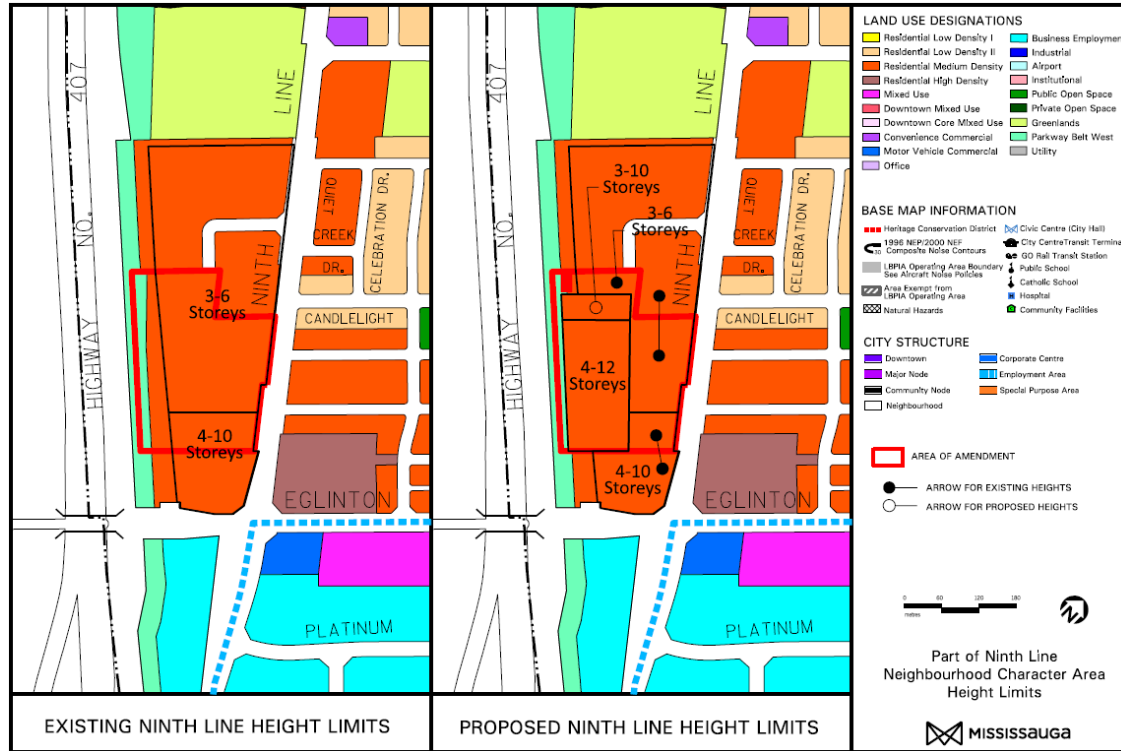 407
HIGHWAY NO.
LINE
NINTH
QUIET
CREEK
DR.
CELEBRATION DR.
CANDLELIGHT
3-6
Storeys
4-10
Storeys
EGLINTON
PLATINUM
EXISTING NINTH LINE HEIGHT LIMITS
407
HIGHWAY NO.
LINE
NINTH
QUIET
CREEK
DR.
CELEBRATION DR.
CANDLELIGHT
3-10
Storeys
3-6
Storeys
4-12
Storeys
4-10
Storeys
EGLINTON
PLATINUM
PROPOSED NINTH LINE HEIGHT LIMITS
LAND USE DESIGNATIONS
Residential Low Density I
Residential Low Density II
Residential Medium Density
Residential High Density
Mixed Use
Downtown Mixed Use
Downtown Core Mixed Use
Convenience Commercial
Motor Vehicle Commercial
Office
Business Employmen
Industrial
Airport
Institutional
Public Open Space
Private Open Space
Greenlands
Parkway Belt West
Utility
BASE MAP INFORMATION
Heritage Conservation District
1996 NEP/2000 NEF
Composite Noise Contours
30
LBPIA Operating Area Boundary
See Aircraft Noise Policies
Area Exempt from
LBPIA Operating Area
Natural Hazards
Civic Centre (City Hall)
City CentreTransit Terminal
GO Rail Transit Station
Public School
Catholic School
Hospital
Community Facilities
CITY STRUCTURE
Downtown
Major Node
Community Node
Neighbourhood
Corporate Centre
Employment Area
Special Purpose Area
AREA OF AMENDMENT
ARROW FOR EXISTING HEIGHTS
ARROW FOR PROPOSED HEIGHTS
0 60 120 180
metres
Part of Ninth Line
Neighbourhood Character Area
Height Limits
MISSISSAUGA